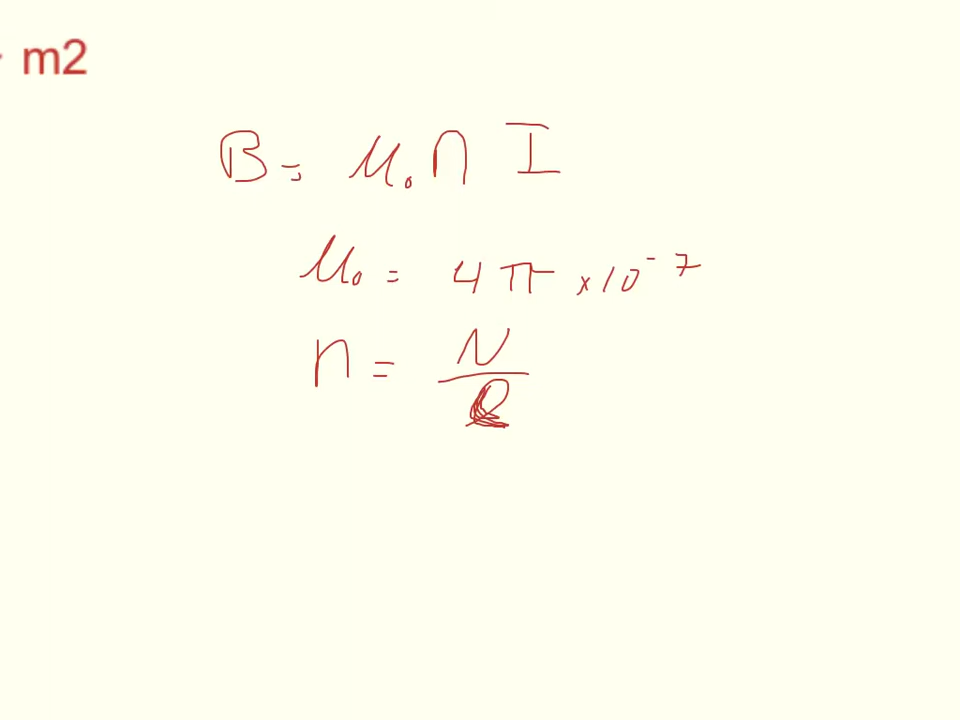 m2
B = μ₀ n I
μ₀ = 4π × 10⁻⁷
n = N / ℓ